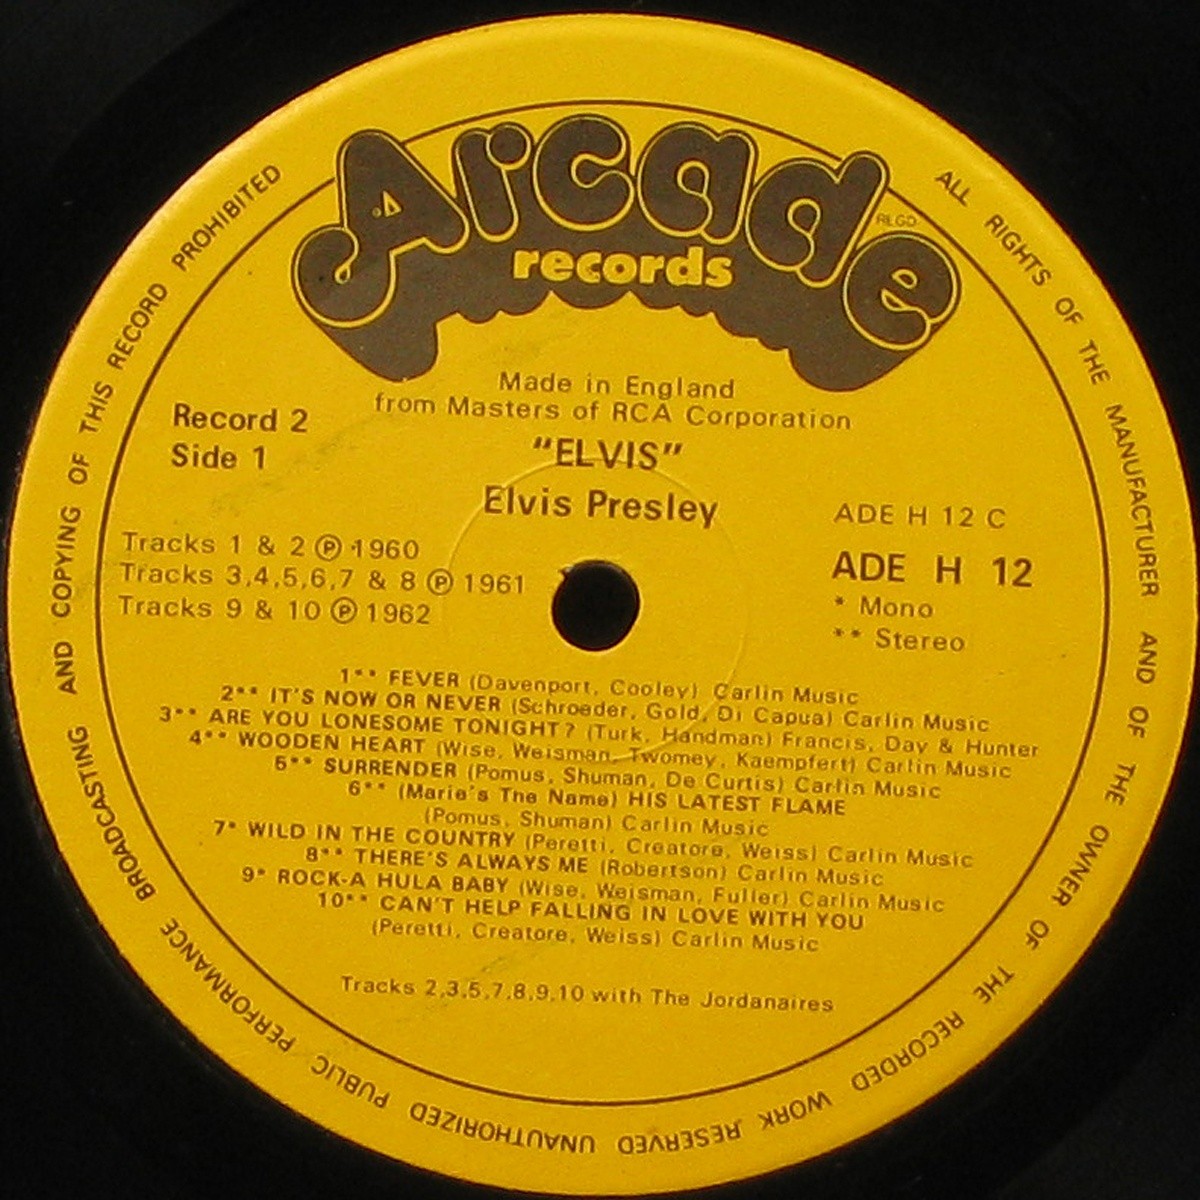 Arcade
REGD.
records
Made in England
from Masters of RCA Corporation
Record 2
Side 1
"ELVIS"
Elvis Presley
ADE H 12 C
ADE H 12
* Mono
** Stereo
Tracks 1 & 2 Ⓟ 1960
Tracks 3,4,5,6,7 & 8 Ⓟ 1961
Tracks 9 & 10 Ⓟ 1962
1** FEVER (Davenport, Cooley) Carlin Music
2** IT'S NOW OR NEVER (Schroeder, Gold, Di Capua) Carlin Music
3** ARE YOU LONESOME TONIGHT? (Turk, Handman) Francis, Day & Hunter
4** WOODEN HEART (Wise, Weisman, Twomey, Kaempfert) Carlin Music
5** SURRENDER (Pomus, Shuman, De Curtis) Carlin Music
6** (Marie's The Name) HIS LATEST FLAME
(Pomus, Shuman) Carlin Music
7* WILD IN THE COUNTRY (Peretti, Creatore, Weiss) Carlin Music
8** THERE'S ALWAYS ME (Robertson) Carlin Music
9* ROCK-A HULA BABY (Wise, Weisman, Fuller) Carlin Music
10** CAN'T HELP FALLING IN LOVE WITH YOU
(Peretti, Creatore, Weiss) Carlin Music
Tracks 2,3,5,7,8,9,10 with The Jordanaires
ALL RIGHTS OF THE MANUFACTURER AND OF THE OWNER OF THE RECORDED WORK RESERVED UNAUTHORIZED PUBLIC PERFORMANCE BROADCASTING AND COPYING OF THIS RECORD PROHIBITED